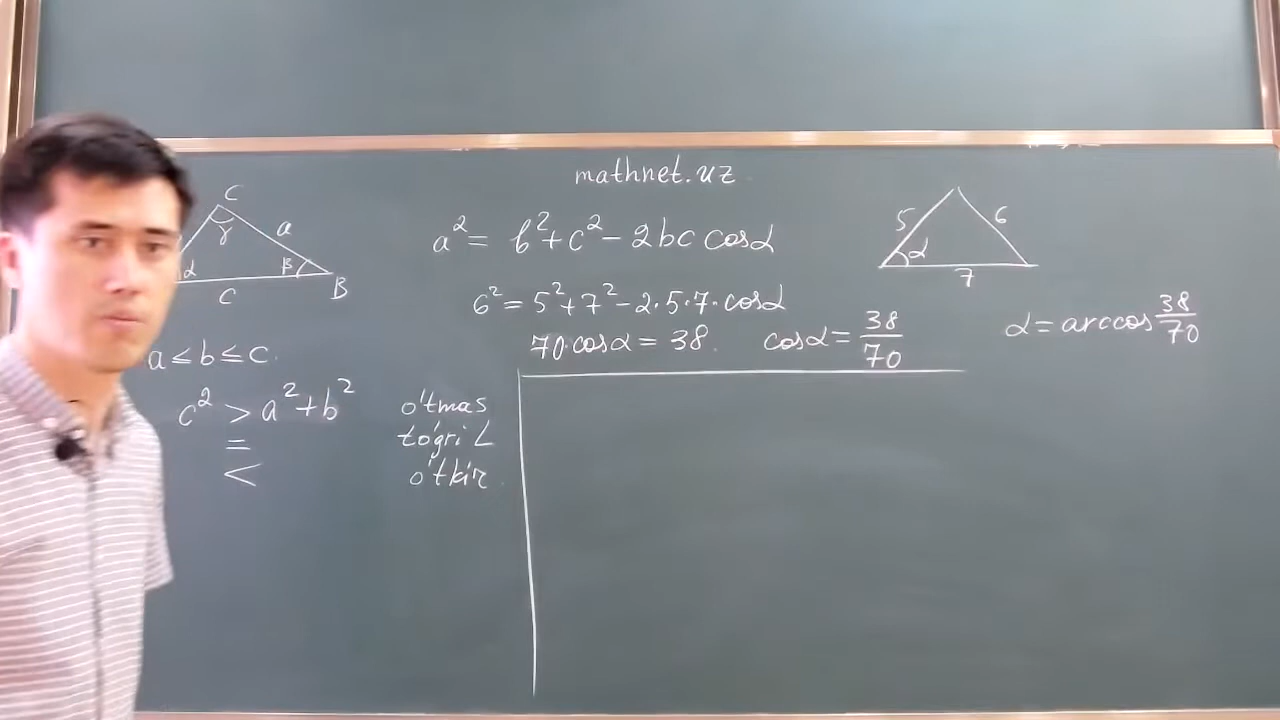 mathnet.uz
C
γ
a
α
β
B
c
a ≤ b ≤ c
c² > a² + b² o'tmas
= to'g'ri ∠
< o'tkir
a² = b² + c² - 2bc cosα
6² = 5² + 7² - 2·5·7·cosα
70·cosα = 38. cosα = 38/70
5
6
α
7
α = arccos 38/70